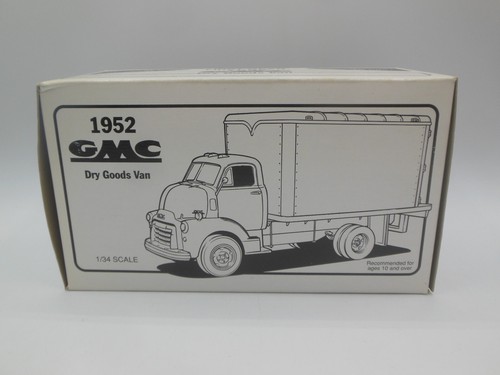 1952
GMC
Dry Goods Van
1/34 SCALE
Recommended for
ages 10 and over